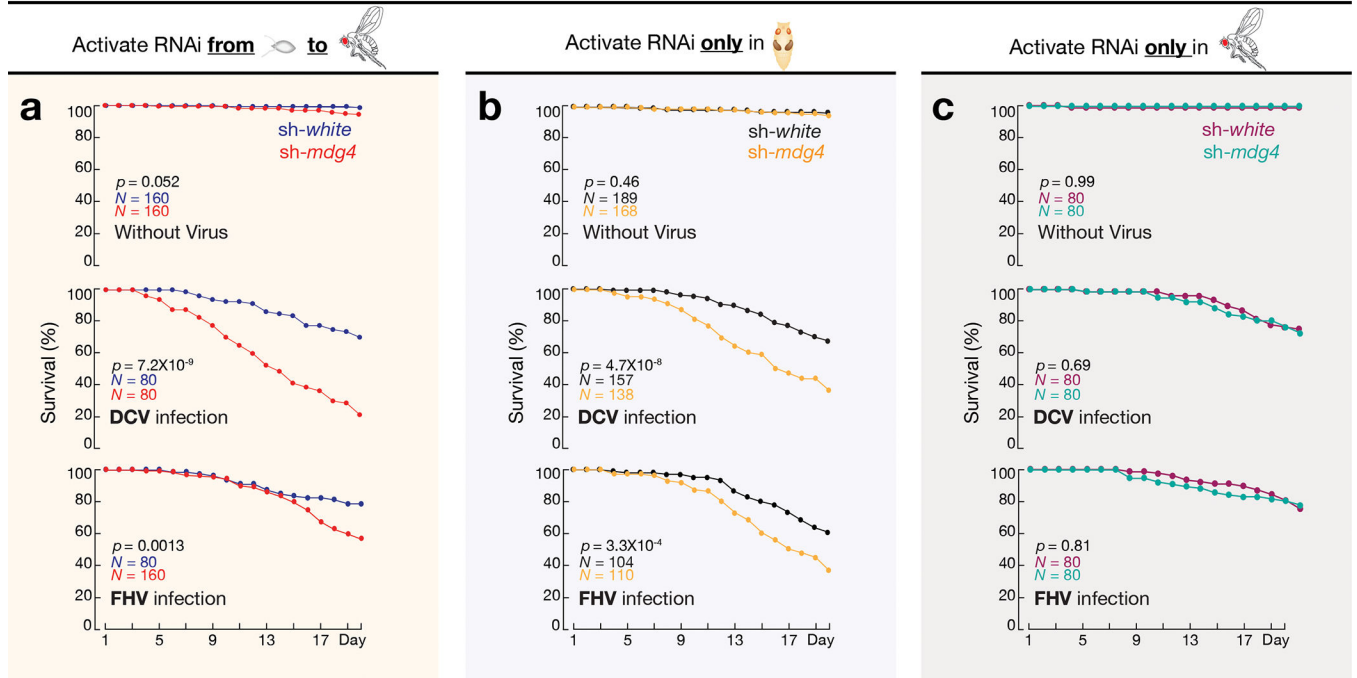 Activate RNAi from to
Activate RNAi only in
Activate RNAi only in
a
100
80
60
40
20
0
sh-white
sh-mdg4
p = 0.052
N = 160
N = 160
Without Virus
100
80
60
40
20
0
p = 7.2X10⁻⁹
N = 80
N = 80
DCV infection
Survival (%)
100
80
60
40
20
0
p = 0.0013
N = 80
N = 160
FHV infection
1 5 9 13 17 Day
b
100
80
60
40
20
0
sh-white
sh-mdg4
p = 0.46
N = 189
N = 168
Without Virus
100
80
60
40
20
0
p = 4.7X10⁻⁸
N = 157
N = 138
DCV infection
Survival (%)
100
80
60
40
20
0
p = 3.3X10⁻⁴
N = 104
N = 110
FHV infection
1 5 9 13 17 Day
c
100
80
60
40
20
0
sh-white
sh-mdg4
p = 0.99
N = 80
N = 80
Without Virus
100
80
60
40
20
0
p = 0.69
N = 80
N = 80
DCV infection
Survival (%)
100
80
60
40
20
0
p = 0.81
N = 80
N = 80
FHV infection
1 5 9 13 17 Day